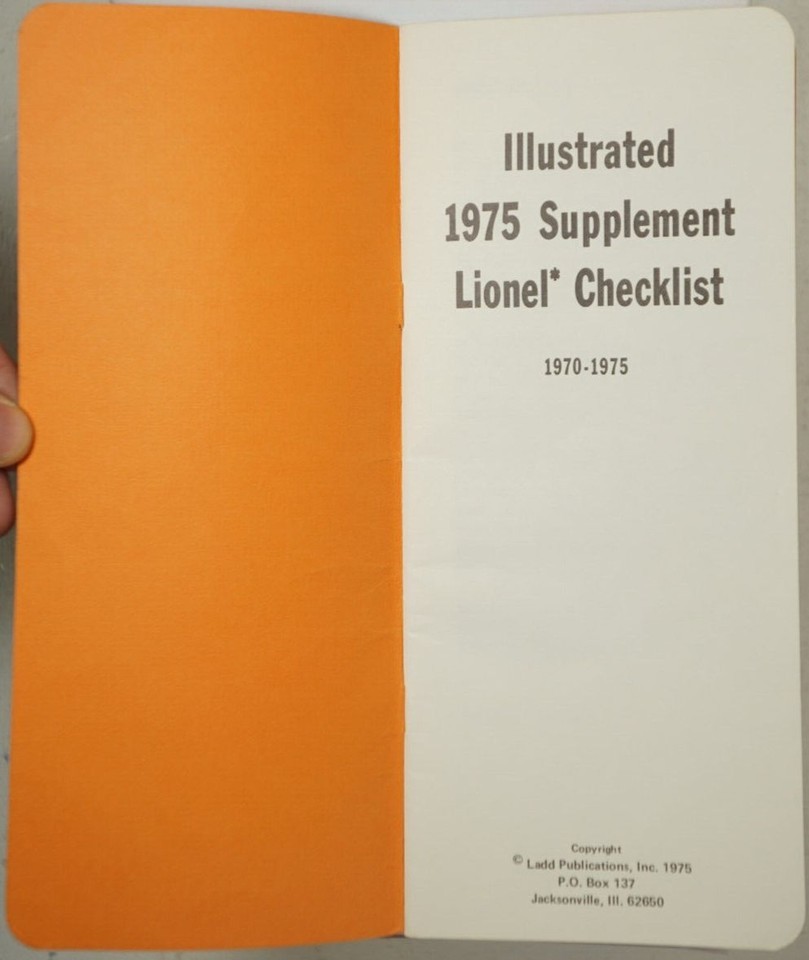 Illustrated
1975 Supplement
Lionel* Checklist
1970-1975
Copyright
© Ladd Publications, Inc. 1975
P.O. Box 137
Jacksonville, Ill. 62650